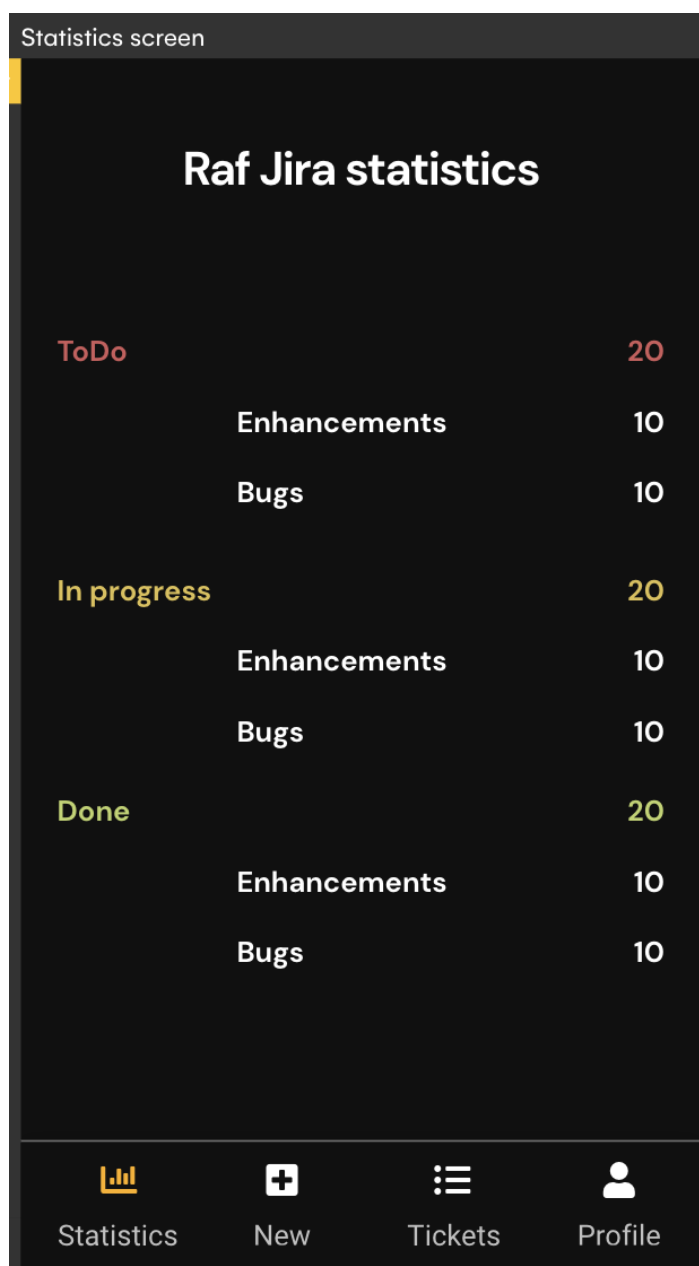 Statistics screen
Raf Jira statistics
ToDo 20
Enhancements 10
Bugs 10
In progress 20
Enhancements 10
Bugs 10
Done 20
Enhancements 10
Bugs 10
Statistics New Tickets Profile